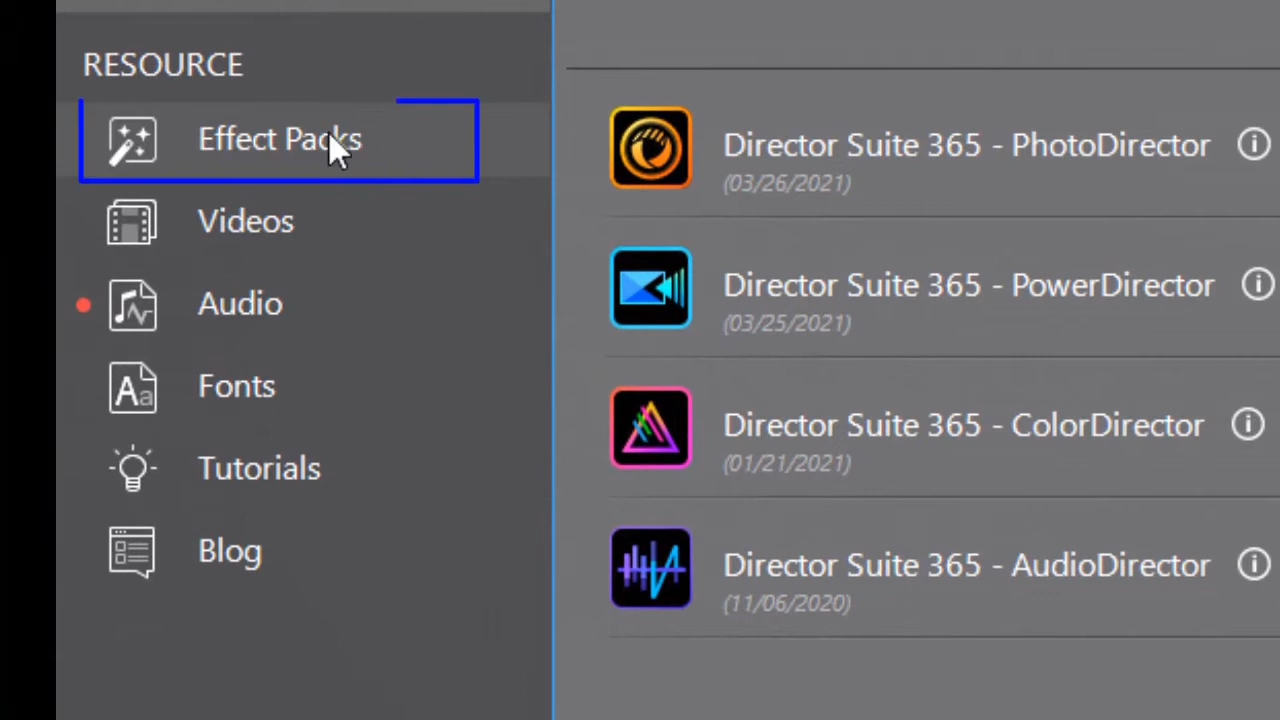 RESOURCE
Effect Packs
Videos
Audio
Fonts
Tutorials
Blog
Director Suite 365 - PhotoDirector
(03/26/2021)
Director Suite 365 - PowerDirector
(03/25/2021)
Director Suite 365 - ColorDirector
(01/21/2021)
Director Suite 365 - AudioDirector
(11/06/2020)